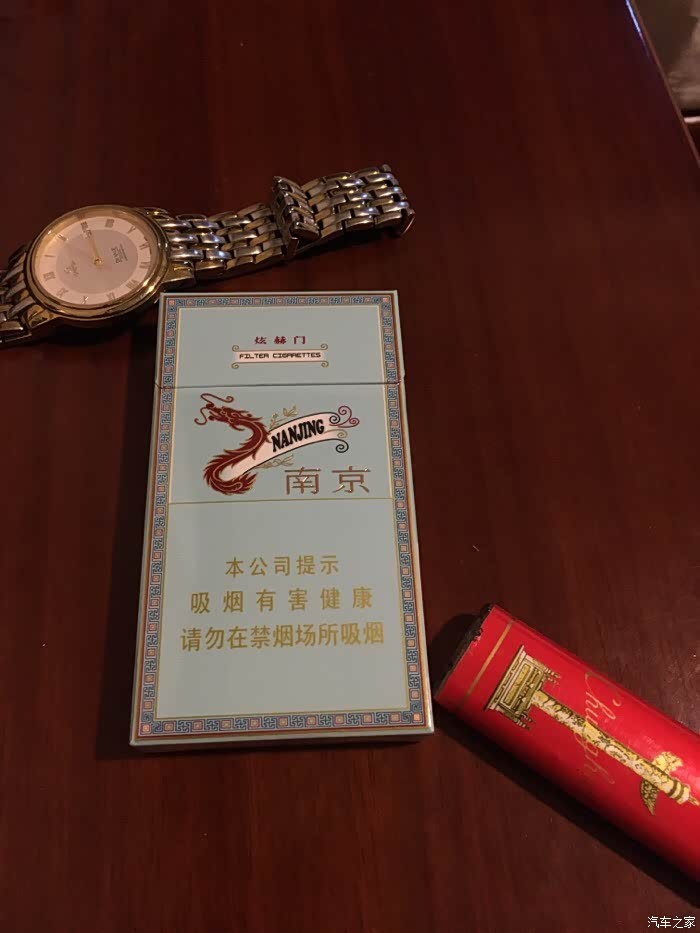 炫赫门
FILTER CIGARETTES
NANJING
南京
本公司提示
吸烟有害健康
请勿在禁烟场所吸烟
汽车之家